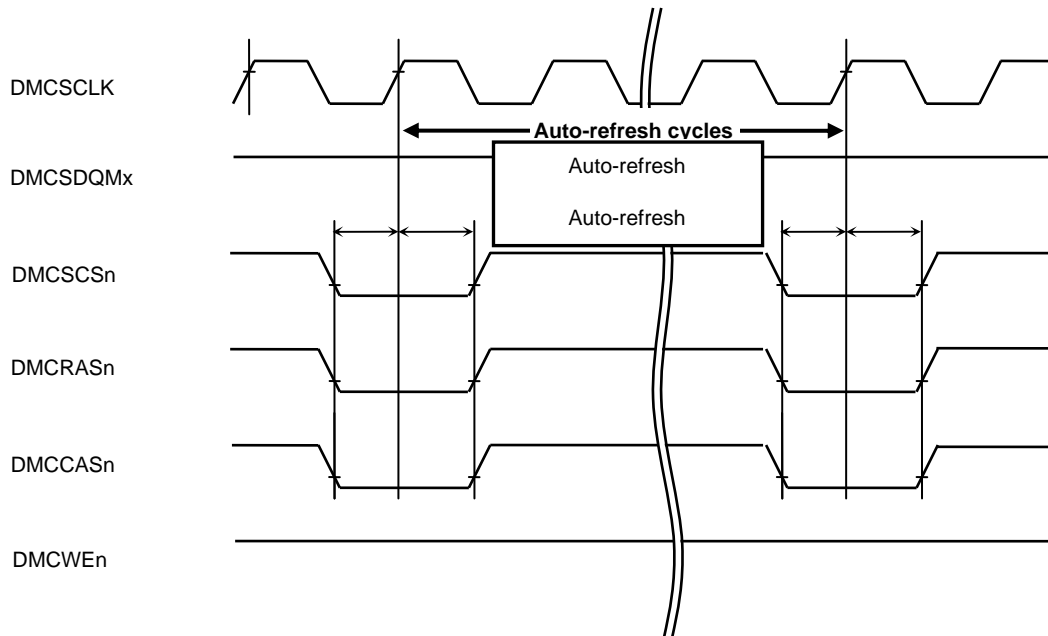 DMCSCLK
Auto-refresh cycles
DMCSDQMx
Auto-refresh
Auto-refresh
DMCSCSn
DMCRASn
DMCCASn
DMCWEn